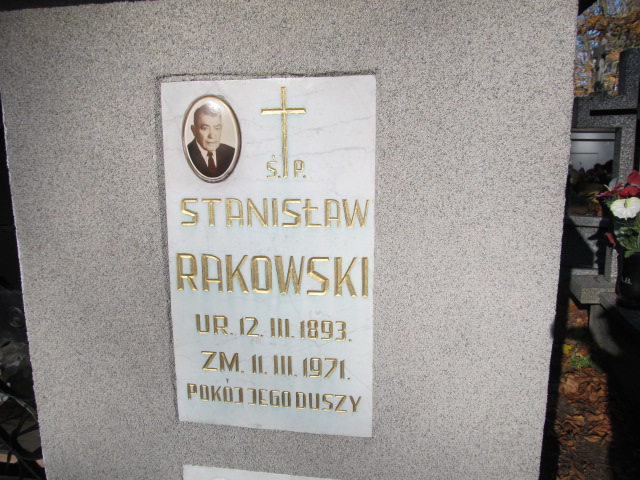 Ś. P.
STANISŁAW
RAKOWSKI
UR. 12. III. 1893.
ZM. 11. III. 1971.
POKÓJ JEGO DUSZY